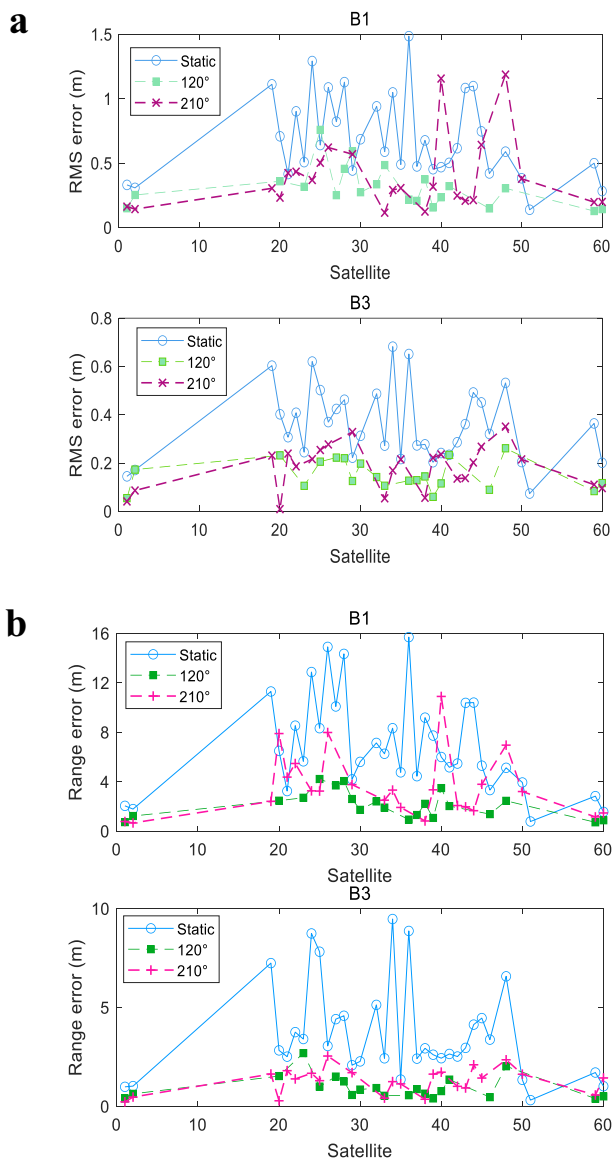 a
B1
RMS error (m)
1.5
1
0.5
0
Static
120°
210°
0 10 20 30 40 50 60
Satellite
B3
RMS error (m)
0.8
0.6
0.4
0.2
0
Static
120°
210°
0 10 20 30 40 50 60
Satellite
b
B1
Range error (m)
16
12
8
4
0
Static
120°
210°
0 10 20 30 40 50 60
Satellite
B3
Range error (m)
10
5
0
Static
120°
210°
0 10 20 30 40 50 60
Satellite